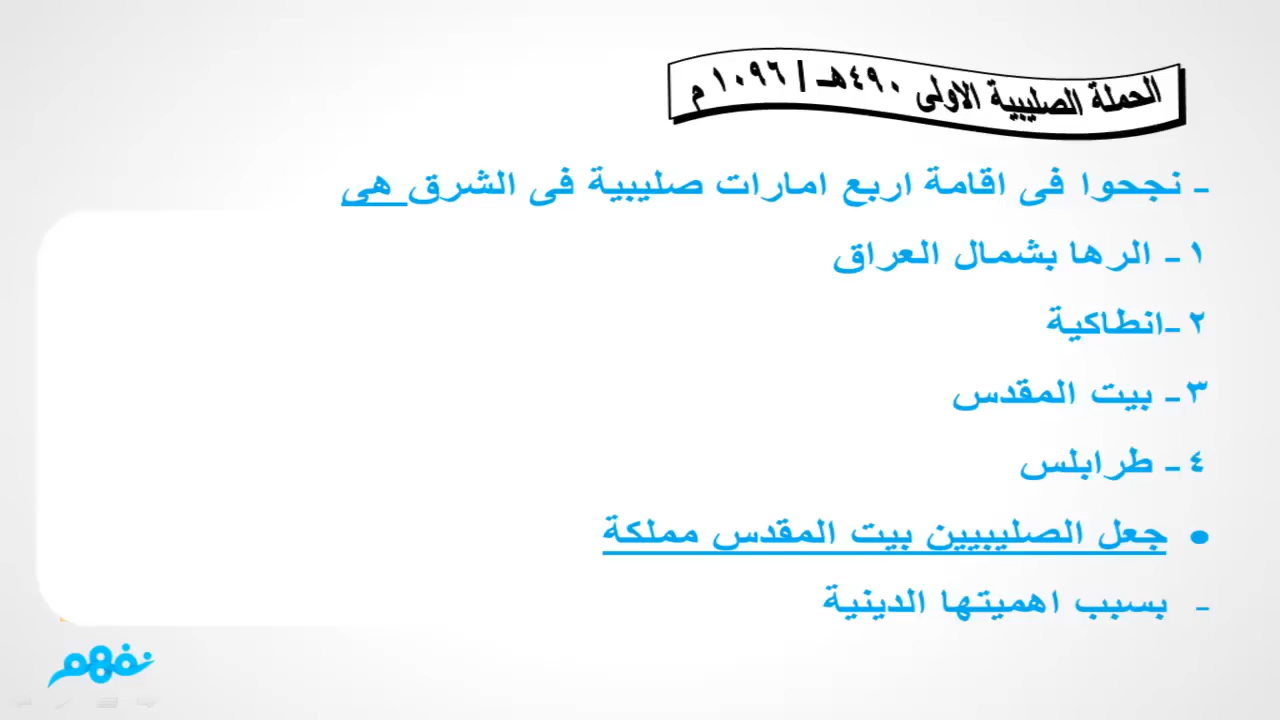 الحملة الصليبية الاولى ٤٩٠هـ / ١٠٩٦ م
- نجحوا فى اقامة اربع امارات صليبية فى الشرق هى
١- الرها بشمال العراق
٢-انطاكية
٣- بيت المقدس
٤- طرابلس
• جعل الصليبيين بيت المقدس مملكة
- بسبب اهميتها الدينية
نفهم